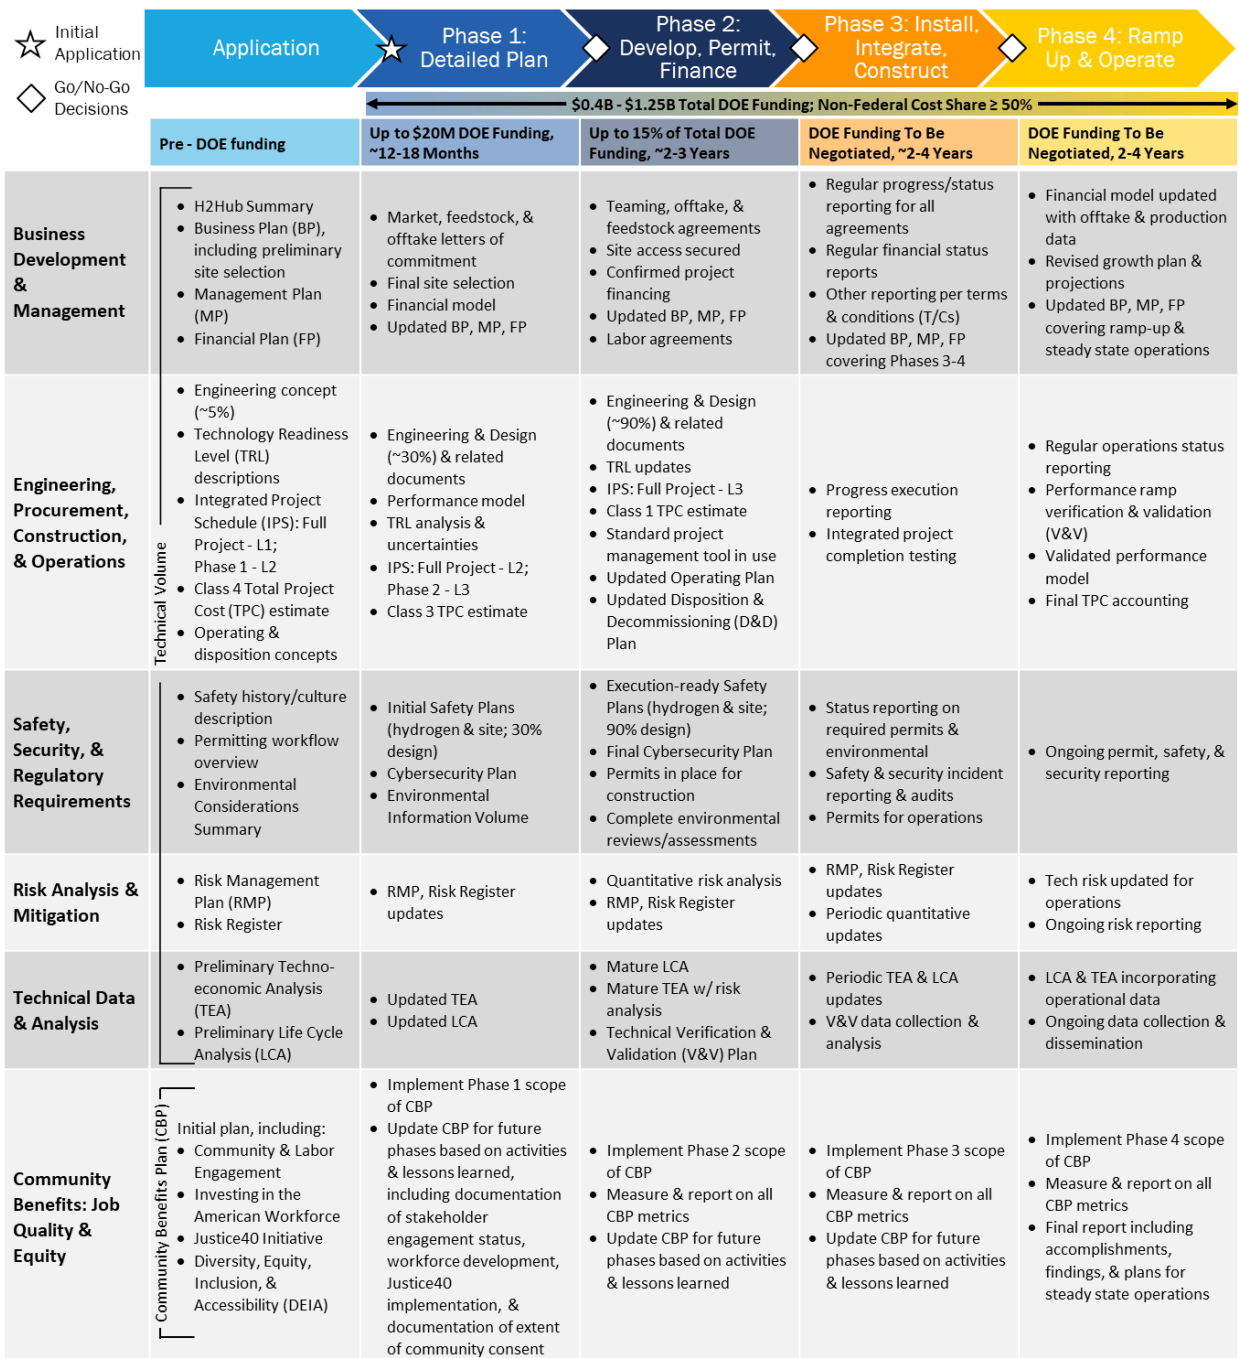 Initial
Application
Go/No-Go
Decisions
Application
Phase 1:
Detailed Plan
Phase 2:
Develop, Permit,
Finance
Phase 3: Install,
Integrate,
Construct
Phase 4: Ramp
Up & Operate
$0.4B - $1.25B Total DOE Funding; Non-Federal Cost Share ≥ 50%
Pre - DOE funding
Up to $20M DOE Funding,
~12-18 Months
Up to 15% of Total DOE
Funding, ~2-3 Years
DOE Funding To Be
Negotiated, ~2-4 Years
DOE Funding To Be
Negotiated, 2-4 Years
Technical Volume
Business
Development
&
Management
• H2Hub Summary
• Business Plan (BP),
including preliminary
site selection
• Management Plan
(MP)
• Financial Plan (FP)
• Market, feedstock, &
offtake letters of
commitment
• Final site selection
• Financial model
• Updated BP, MP, FP
• Teaming, offtake, &
feedstock agreements
• Site access secured
• Confirmed project
financing
• Updated BP, MP, FP
• Labor agreements
• Regular progress/status
reporting for all
agreements
• Regular financial status
reports
• Other reporting per terms
& conditions (T/Cs)
• Updated BP, MP, FP
covering Phases 3-4
• Financial model updated
with offtake & production
data
• Revised growth plan &
projections
• Updated BP, MP, FP
covering ramp-up &
steady state operations
Engineering,
Procurement,
Construction,
& Operations
• Engineering concept
(~5%)
• Technology Readiness
Level (TRL)
descriptions
• Integrated Project
Schedule (IPS): Full
Project - L1;
Phase 1 - L2
• Class 4 Total Project
Cost (TPC) estimate
• Operating &
disposition concepts
• Engineering & Design
(~30%) & related
documents
• Performance model
• TRL analysis &
uncertainties
• IPS: Full Project - L2;
Phase 2 - L3
• Class 3 TPC estimate
• Engineering & Design
(~90%) & related
documents
• TRL updates
• IPS: Full Project - L3
• Class 1 TPC estimate
• Standard project
management tool in use
• Updated Operating Plan
• Updated Disposition &
Decommissioning (D&D)
Plan
• Progress execution
reporting
• Integrated project
completion testing
• Regular operations status
reporting
• Performance ramp
verification & validation
(V&V)
• Validated performance
model
• Final TPC accounting
Safety,
Security, &
Regulatory
Requirements
• Safety history/culture
description
• Permitting workflow
overview
• Environmental
Considerations
Summary
• Initial Safety Plans
(hydrogen & site; 30%
design)
• Cybersecurity Plan
• Environmental
Information Volume
• Execution-ready Safety
Plans (hydrogen & site;
90% design)
• Final Cybersecurity Plan
• Permits in place for
construction
• Complete environmental
reviews/assessments
• Status reporting on
required permits &
environmental
• Safety & security incident
reporting & audits
• Permits for operations
• Ongoing permit, safety, &
security reporting
Risk Analysis &
Mitigation
• Risk Management
Plan (RMP)
• Risk Register
• RMP, Risk Register
updates
• Quantitative risk analysis
• RMP, Risk Register
updates
• RMP, Risk Register
updates
• Periodic quantitative
updates
• Tech risk updated for
operations
• Ongoing risk reporting
Technical Data
& Analysis
• Preliminary Techno-
economic Analysis
(TEA)
• Preliminary Life Cycle
Analysis (LCA)
• Updated TEA
• Updated LCA
• Mature LCA
• Mature TEA w/ risk
analysis
• Technical Verification &
Validation (V&V) Plan
• Periodic TEA & LCA
updates
• V&V data collection &
analysis
• LCA & TEA incorporating
operational data
• Ongoing data collection &
dissemination
Community
Benefits: Job
Quality &
Equity
Community Benefits Plan (CBP)
Initial plan, including:
• Community & Labor
Engagement
• Investing in the
American Workforce
• Justice40 Initiative
• Diversity, Equity,
Inclusion, &
Accessibility (DEIA)
• Implement Phase 1 scope
of CBP
• Update CBP for future
phases based on activities
& lessons learned,
including documentation
of stakeholder
engagement status,
workforce development,
Justice40
implementation, &
documentation of extent
of community consent
• Implement Phase 2 scope
of CBP
• Measure & report on all
CBP metrics
• Update CBP for future
phases based on activities
& lessons learned
• Implement Phase 3 scope
of CBP
• Measure & report on all
CBP metrics
• Update CBP for future
phases based on activities
& lessons learned
• Implement Phase 4 scope
of CBP
• Measure & report on all
CBP metrics
• Final report including
accomplishments,
findings, & plans for
steady state operations